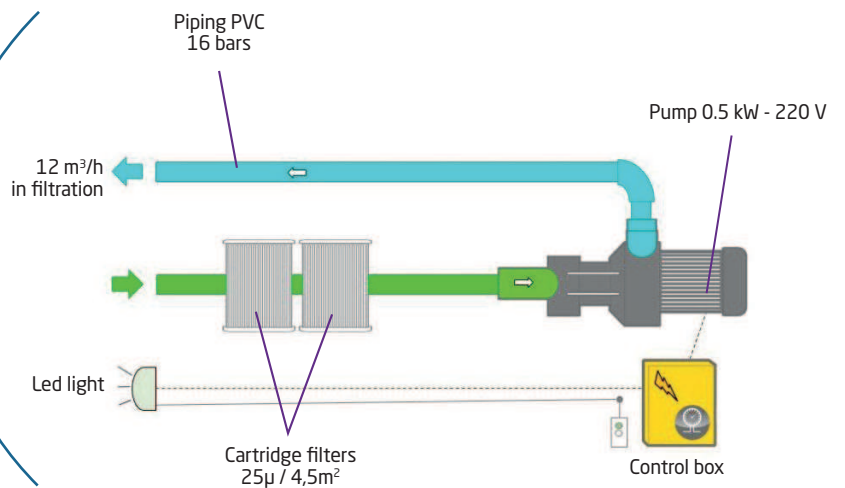 Piping PVC
16 bars
Pump 0.5 kW - 220 V
12 m³/h
in filtration
Led light
Cartridge filters
25µ / 4,5m²
Control box